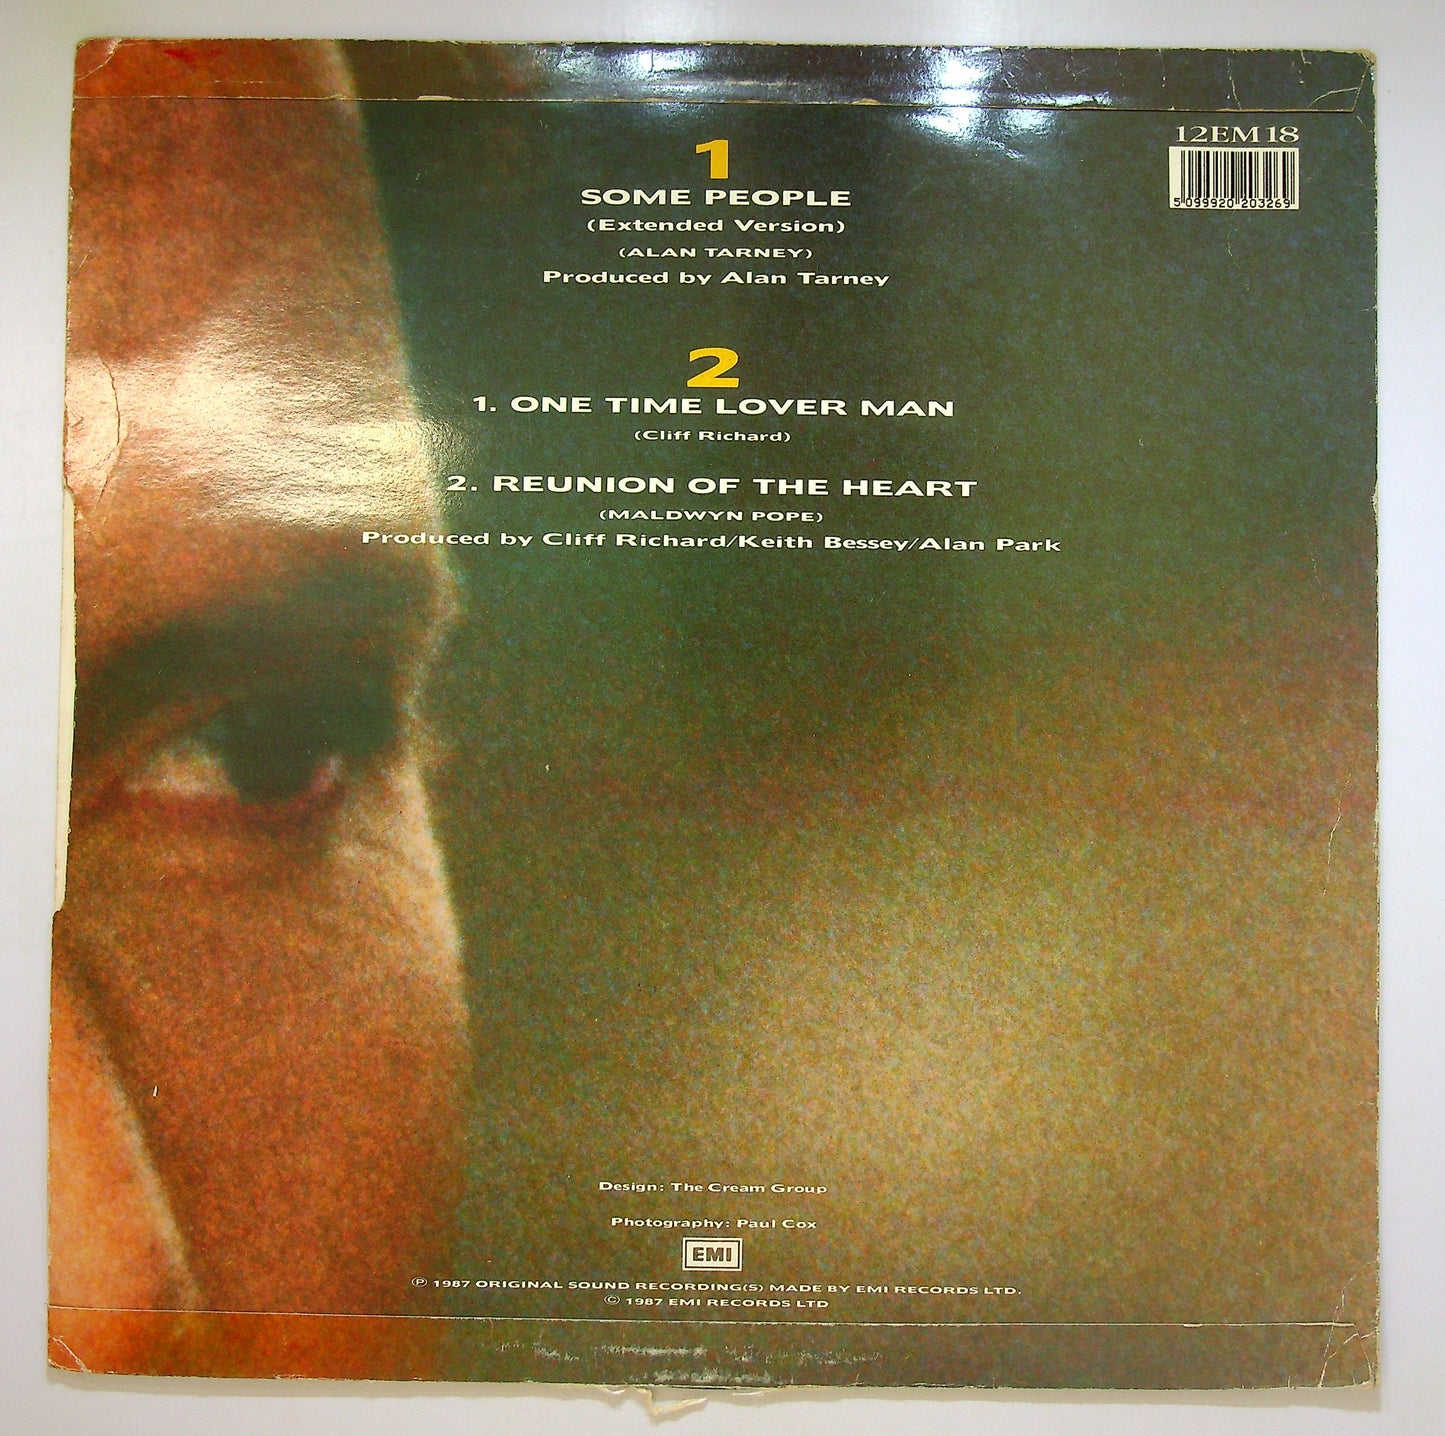 12EM18
5 099920 203269
1
SOME PEOPLE
(Extended Version)
(ALAN TARNEY)
Produced by Alan Tarney
2
1. ONE TIME LOVER MAN
(Cliff Richard)
2. REUNION OF THE HEART
(MALDWYN POPE)
Produced by Cliff Richard/Keith Bessey/Alan Park
Design: The Cream Group
Photography: Paul Cox
EMI
℗ 1987 ORIGINAL SOUND RECORDING(S) MADE BY EMI RECORDS LTD.
© 1987 EMI RECORDS LTD